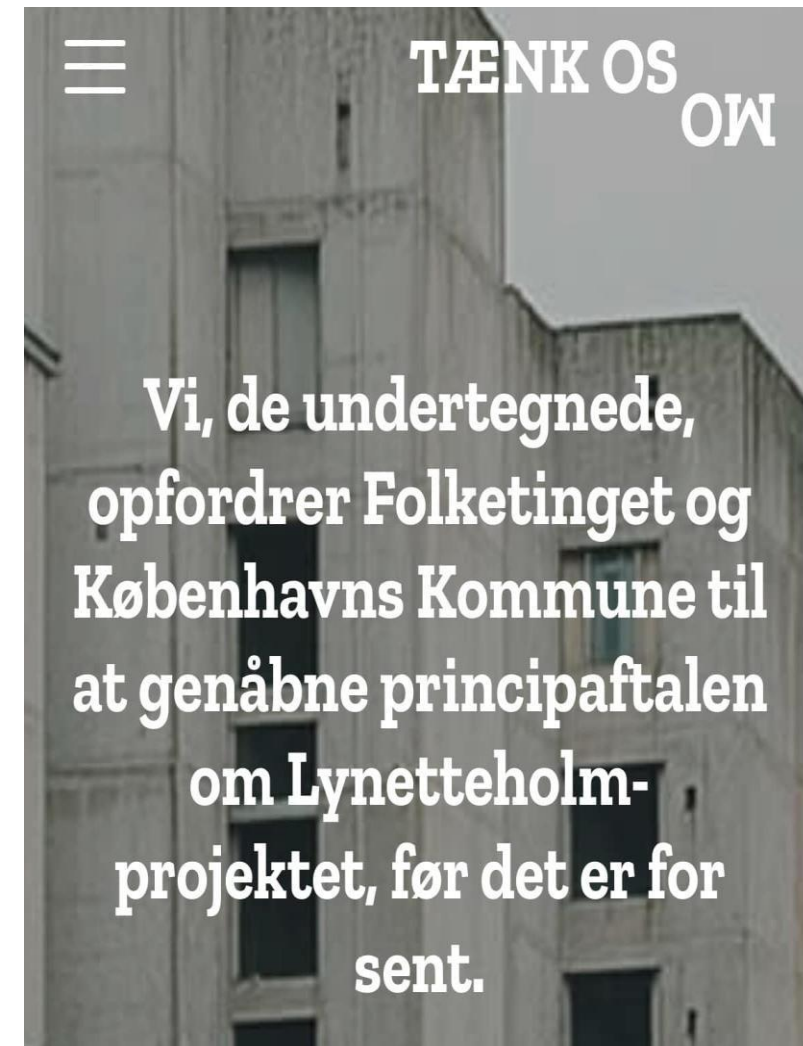 TÆNK OS
OM
Vi, de undertegnede,
opfordrer Folketinget og
Københavns Kommune til
at genåbne principaftalen
om Lynetteholm-
projektet, før det er for
sent.